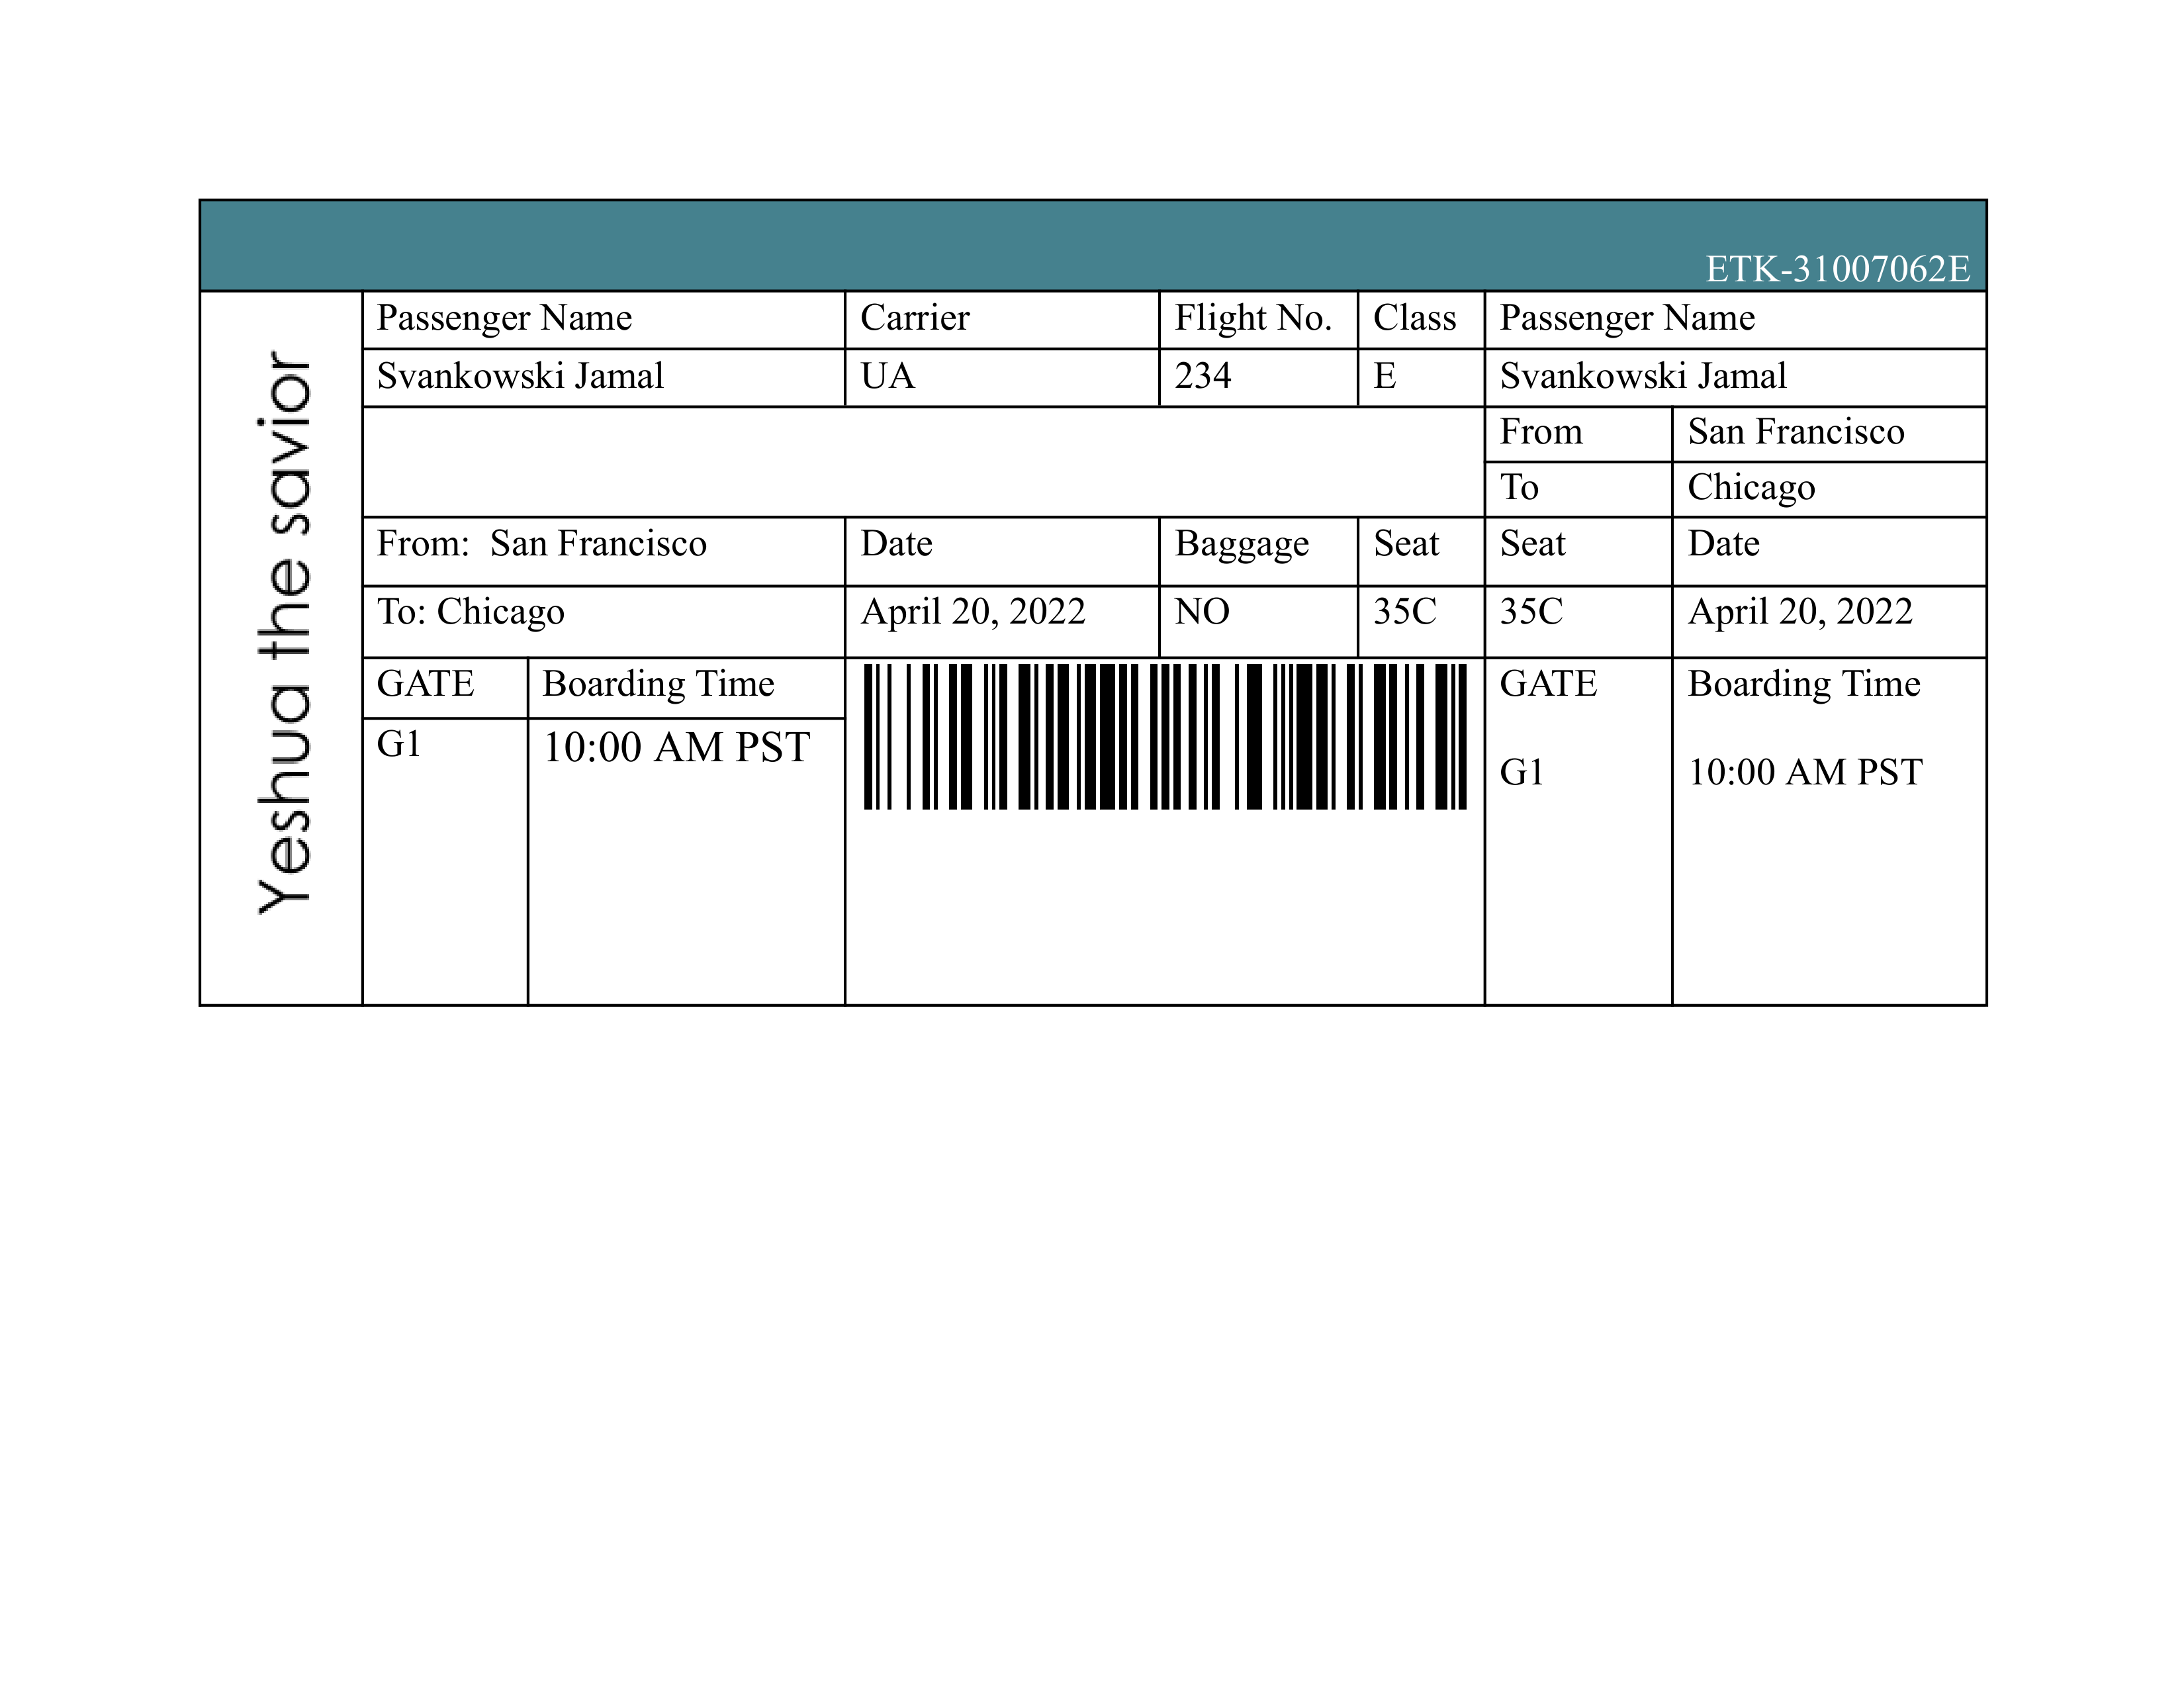 ETK-31007062E
Yeshua the savior
Passenger Name Carrier Flight No. Class Passenger Name
Svankowski Jamal UA 234 E Svankowski Jamal
From San Francisco
To Chicago
From: San Francisco Date Baggage Seat Seat Date
To: Chicago April 20, 2022 NO 35C 35C April 20, 2022
GATE Boarding Time GATE Boarding Time
G1 10:00 AM PST G1 10:00 AM PST